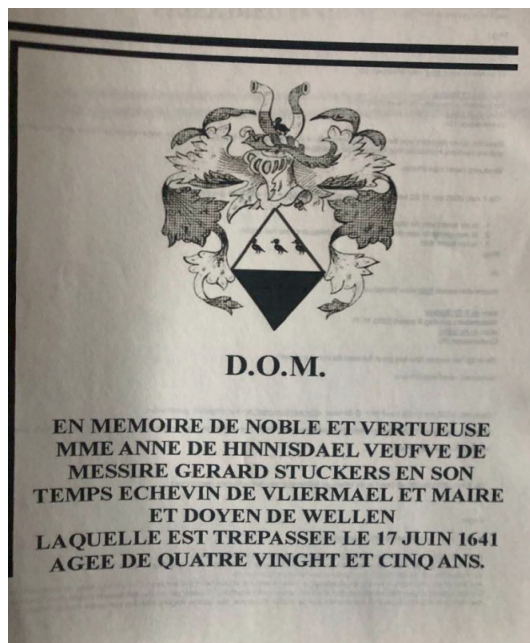 D.O.M.
EN MEMOIRE DE NOBLE ET VERTUEUSE
MME ANNE DE HINNISDAEL VEUFVE DE
MESSIRE GERARD STUCKERS EN SON
TEMPS ECHEVIN DE VLIERMAEL ET MAIRE
ET DOYEN DE WELLEN
LAQUELLE EST TREPASSEE LE 17 JUIN 1641
AGEE DE QUATRE VINGHT ET CINQ ANS.